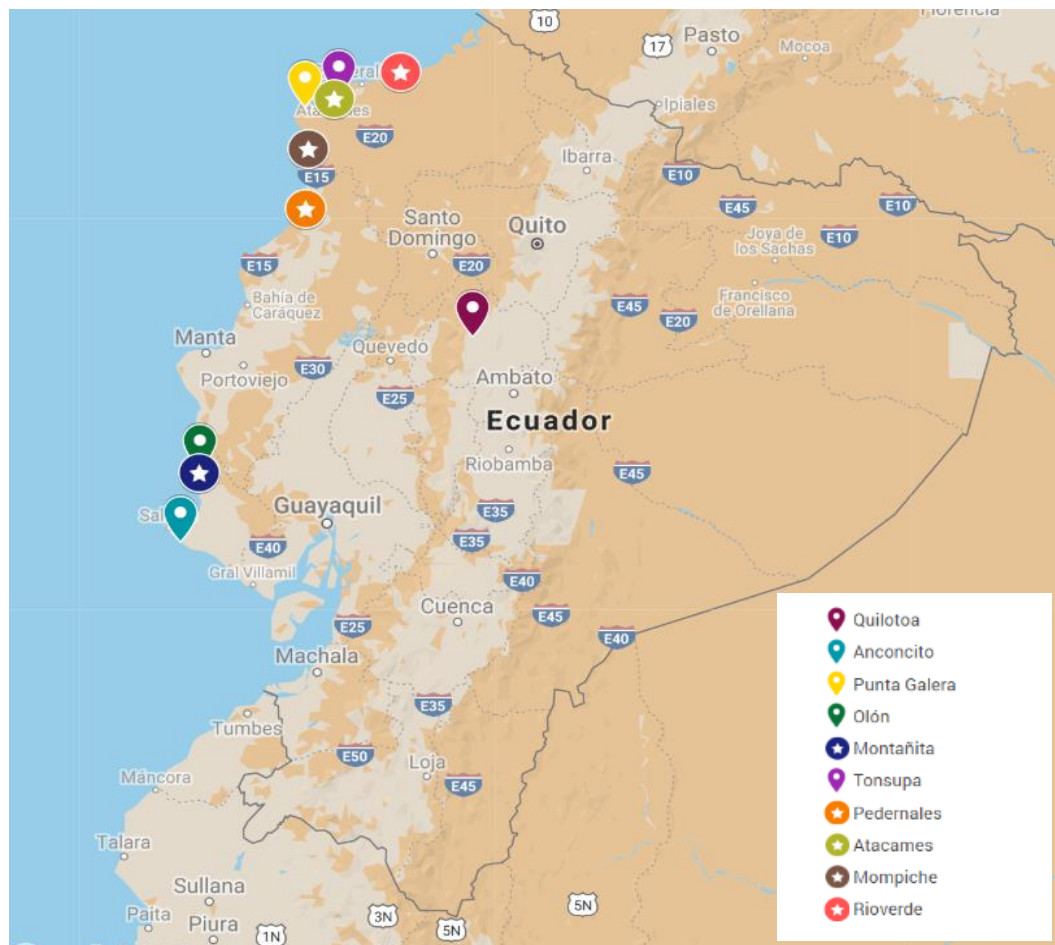 Florencia
10
17
Pasto
Mocoa
Ipiales
Atacames
E20
Ibarra
E15
E10
E45
E10
Santo
Domingo
Quito
Joya de
los Sachas
E10
E15
E20
Bahía de
Caráquez
E45
E20
Francisco
de Orellana
Manta
Quevedo
Portoviejo
E30
E25
Ambato
Ecuador
Riobamba
E45
Guayaquil
E35
E35
E40
Gral Villamil
E40
Cuenca
E45
E25
E40
Machala
E35
Tumbes
E50
Loja
E45
Máncora
Talara
Sullana
Paita
Piura
1N
3N
5N
5N
Quilotoa
Anconcito
Punta Galera
Olón
Montañita
Tonsupa
Pedernales
Atacames
Mompiche
Rioverde